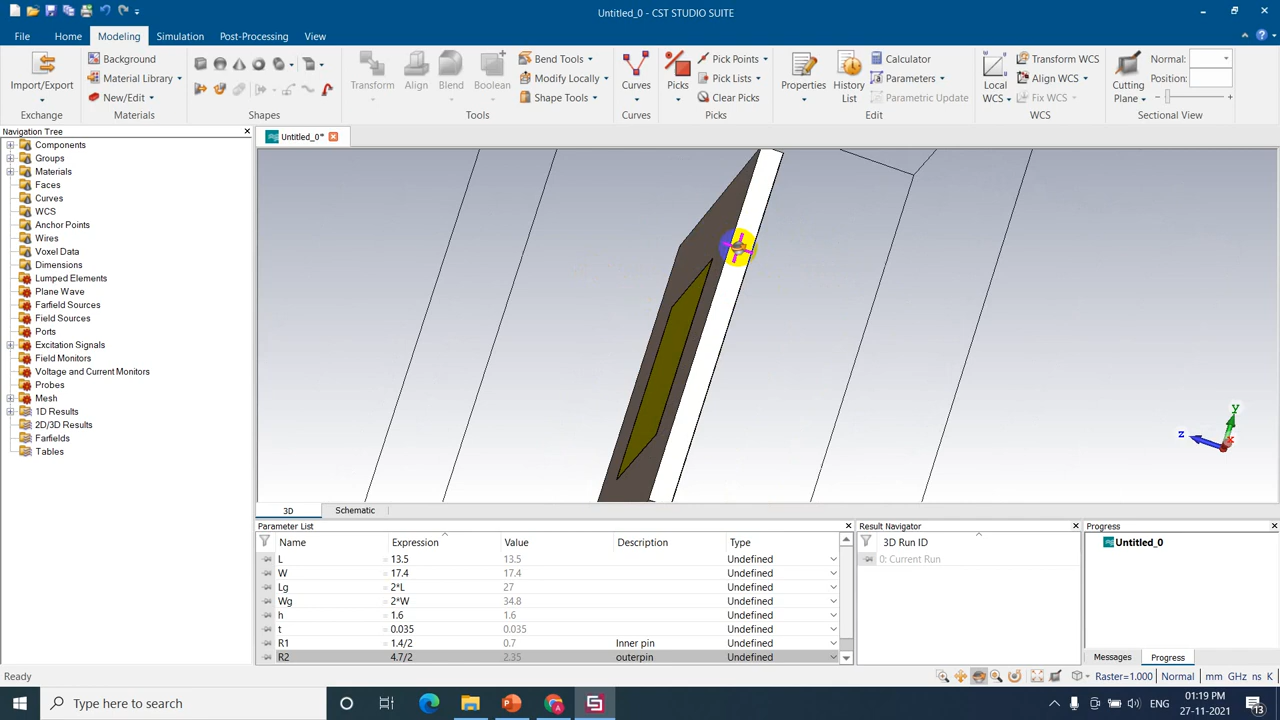 Untitled_0 - CST STUDIO SUITE
File Home Modeling Simulation Post-Processing View
Import/Export
Exchange
Background
Material Library
New/Edit
Materials
Shapes
Transform Align Blend Boolean
Bend Tools
Modify Locally
Shape Tools
Tools
Curves
Curves
Picks
Pick Points
Pick Lists
Clear Picks
Picks
Properties
History List
Calculator
Parameters
Parametric Update
Edit
Local WCS
Transform WCS
Align WCS
Fix WCS
WCS
Cutting Plane
Normal:
Position:
Sectional View
Navigation Tree
Untitled_0*
Components
Groups
Materials
Faces
Curves
WCS
Anchor Points
Wires
Voxel Data
Dimensions
Lumped Elements
Plane Wave
Farfield Sources
Field Sources
Ports
Excitation Signals
Field Monitors
Voltage and Current Monitors
Probes
Mesh
1D Results
2D/3D Results
Farfields
Tables
y
z
x
3D Schematic
Parameter List
Name Expression Value Description Type
L = 13.5 13.5 Undefined
W = 17.4 17.4 Undefined
Lg = 2*L 27 Undefined
Wg = 2*W 34.8 Undefined
h = 1.6 1.6 Undefined
t = 0.035 0.035 Undefined
R1 = 1.4/2 0.7 Inner pin Undefined
R2 = 4.7/2 2.35 outerpin Undefined
Result Navigator
3D Run ID
0: Current Run
Progress
Untitled_0
Messages Progress
Ready
Raster=1.000 Normal mm GHz ns K
Type here to search
01:19 PM
27-11-2021